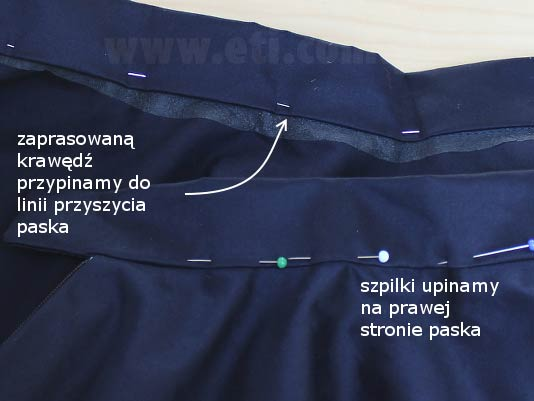 www.eti.com
zaprasowaną
krawędź
przypinamy do
linii przyszycia
paska
szpilki upinamy
na prawej
stronie paska